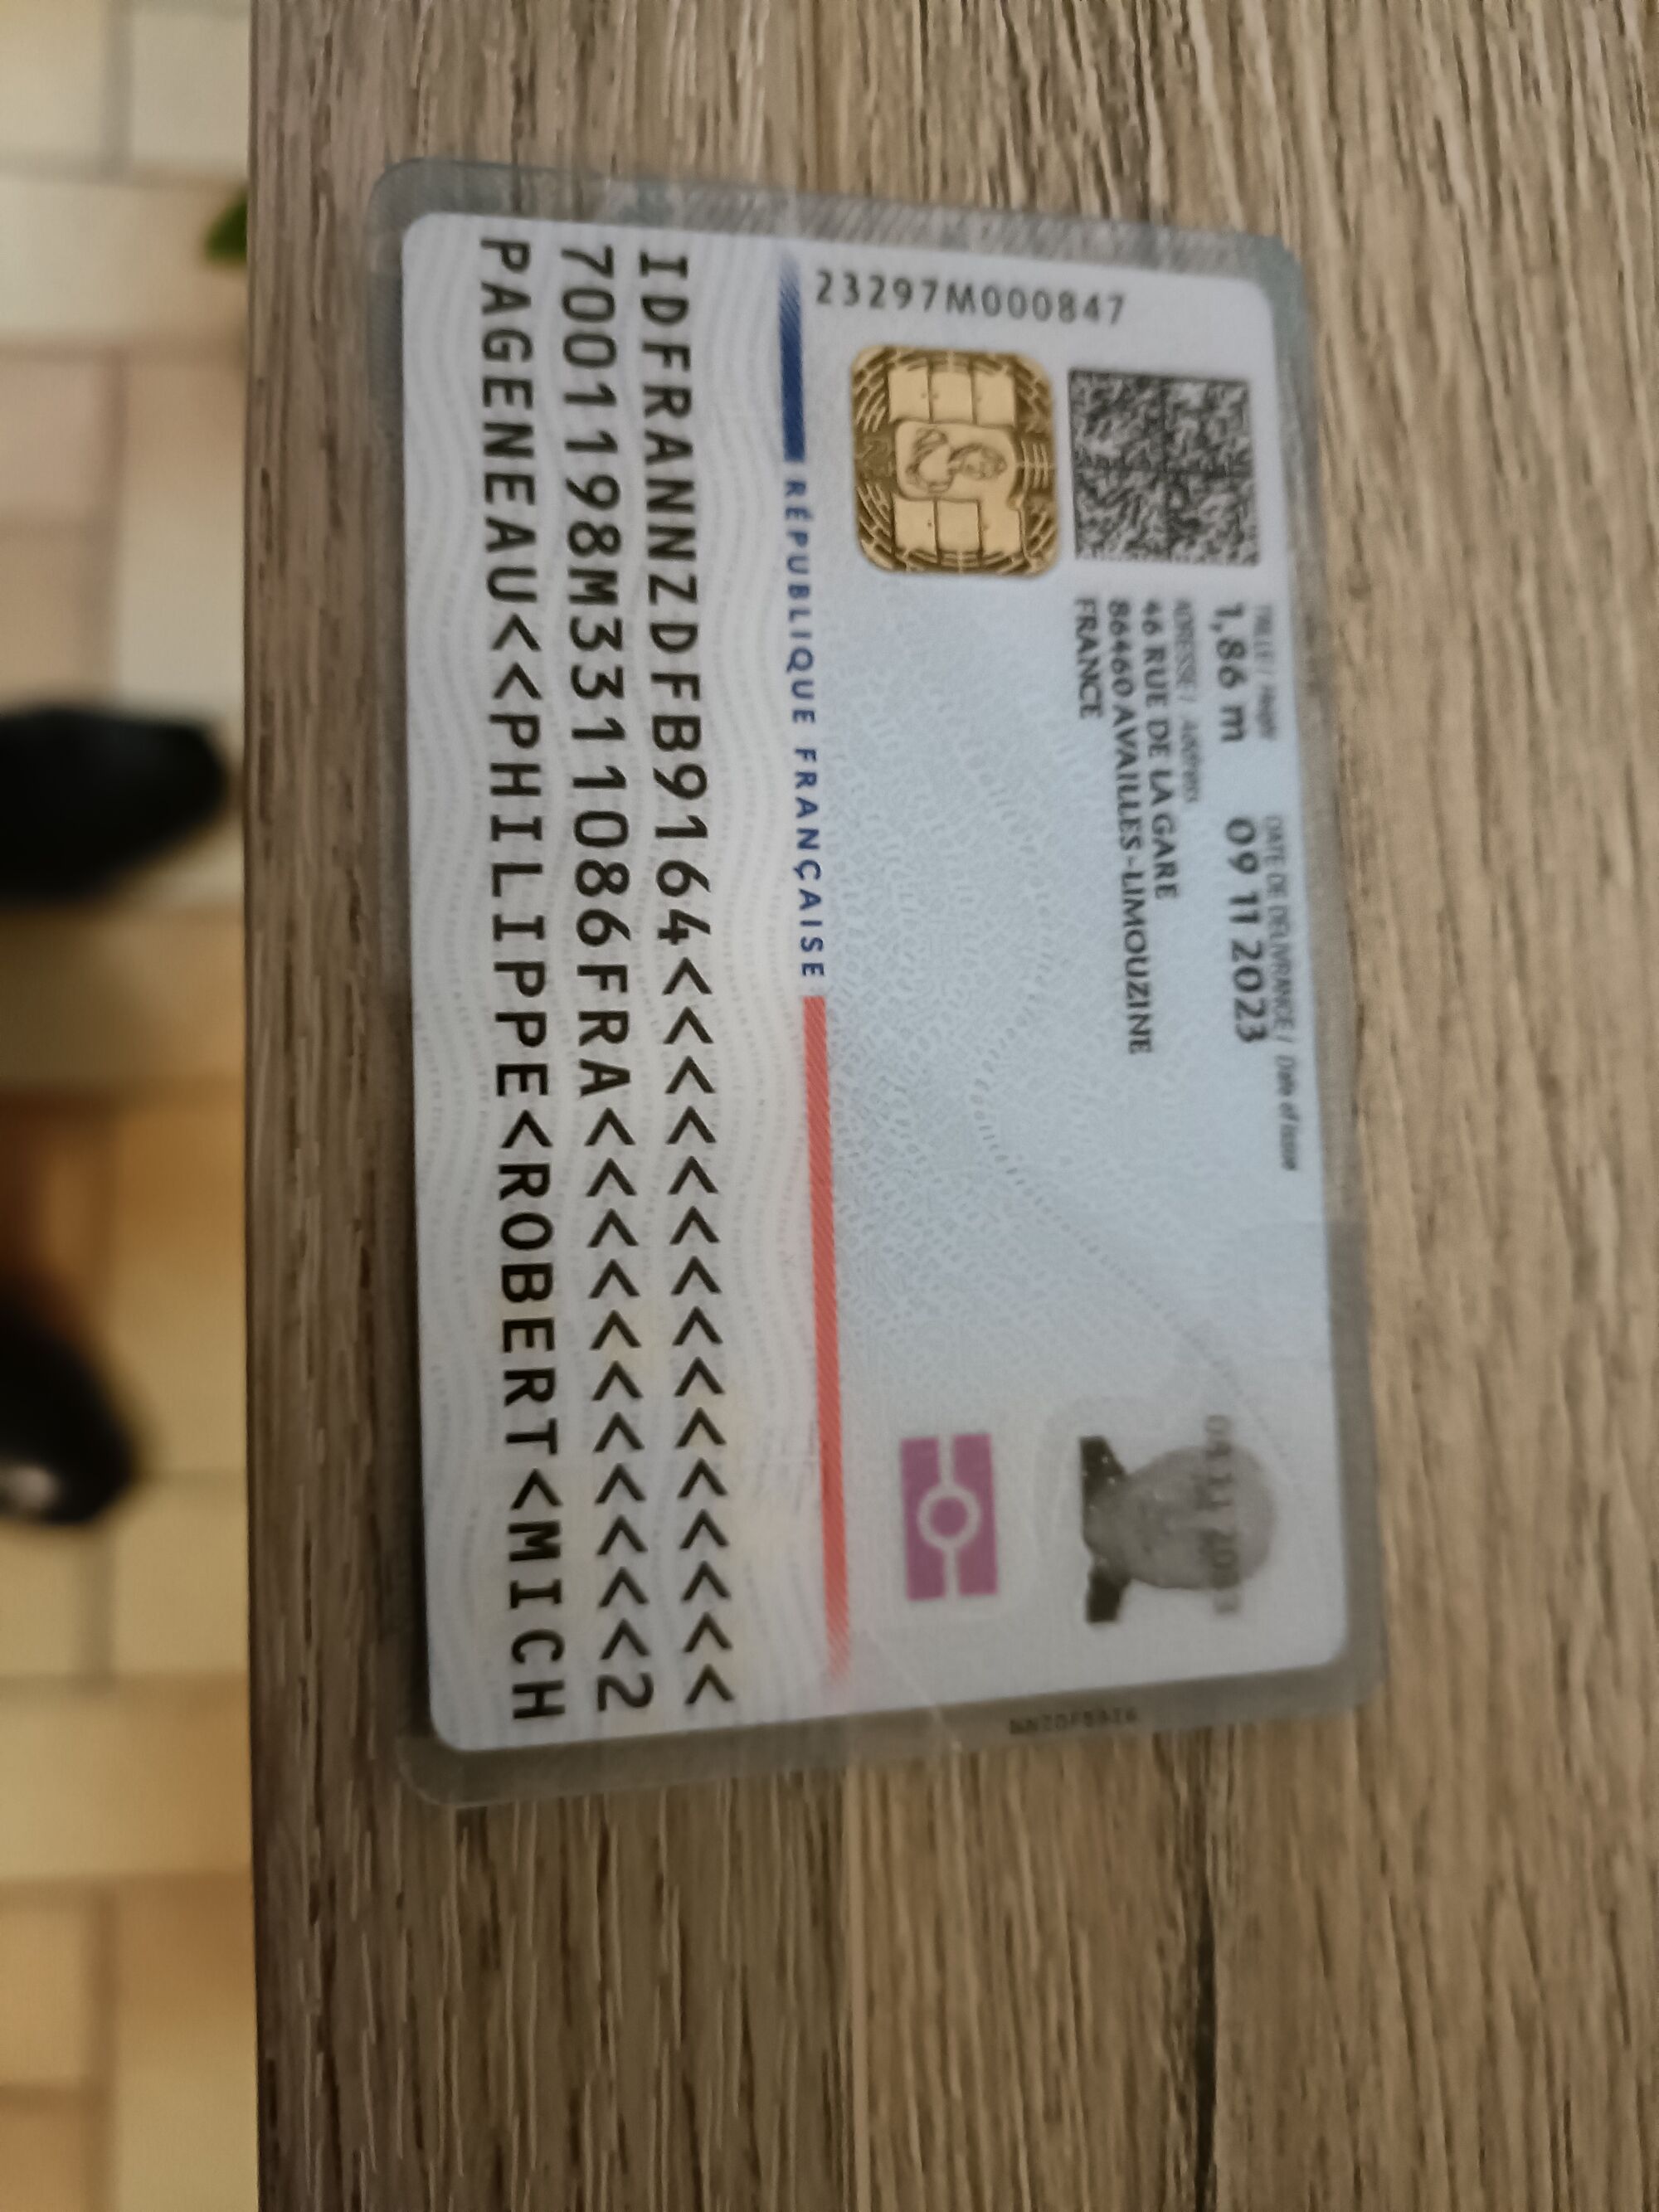 23297M000847
TAILLE / Height
1,86 m
DATE DE DÉLIVRANCE / Date of issue
09 11 2023
ADRESSE / Address
46 RUE DE LA GARE
86460 AVAILLES-LIMOUZINE
FRANCE
RÉPUBLIQUE FRANÇAISE
IDFRANNZDFB9164<<<<<<<<<<<<<<<
7001198M3311086FRA<<<<<<<<<<<2
PAGENEAU<<PHILIPPE<ROBERT<MICH